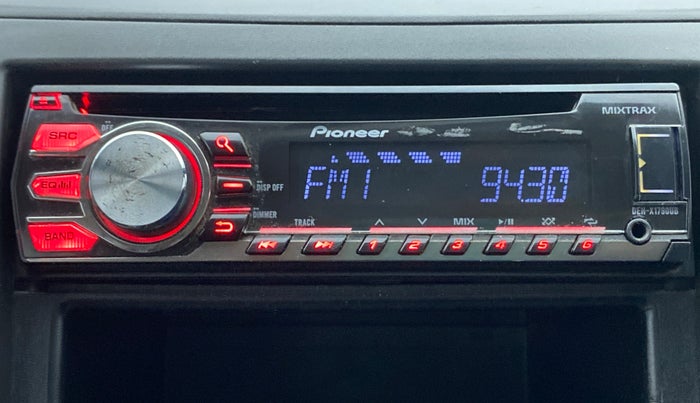 MIXTRAX
Pioneer
SRC
OFF
EQ
DISP OFF
FM1 94.30
DIMMER
BAND
TRACK
MIX
1 2 3 4 5 6